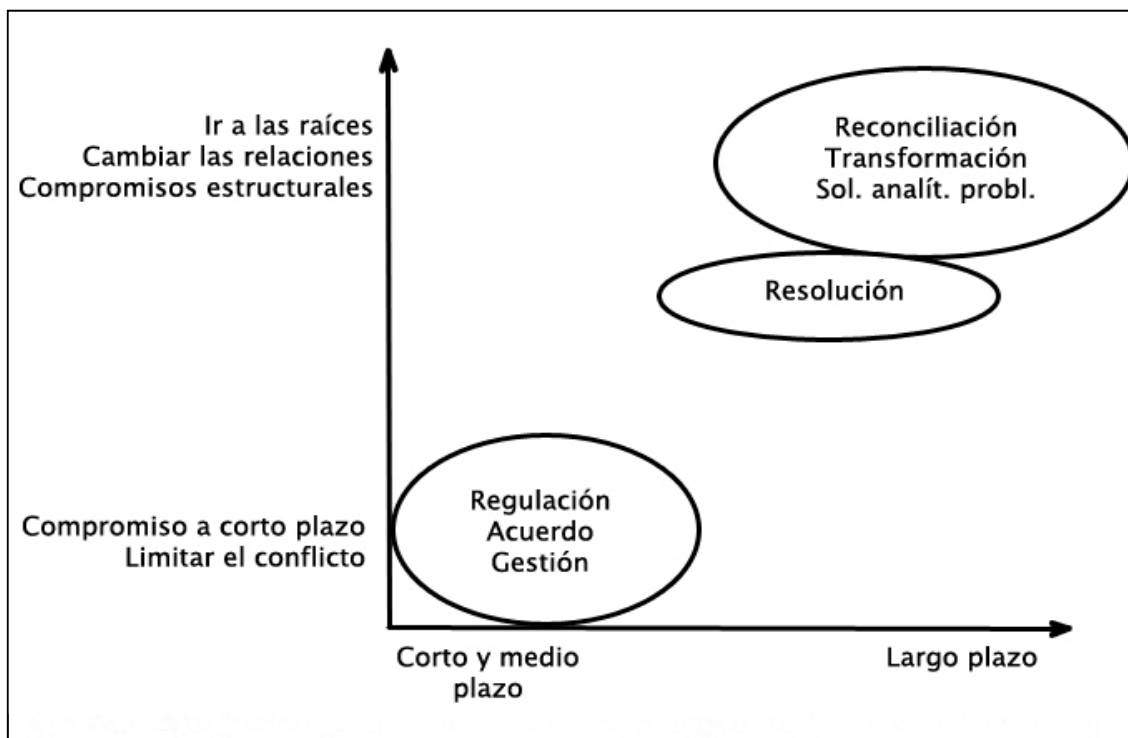 Ir a las raíces
Cambiar las relaciones
Compromisos estructurales
Reconciliación
Transformación
Sol. analít. probl.
Resolución
Compromiso a corto plazo
Limitar el conflicto
Regulación
Acuerdo
Gestión
Corto y medio
plazo
Largo plazo